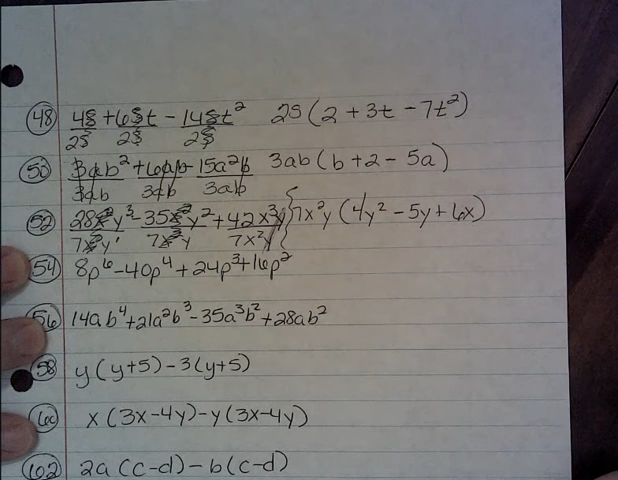 48 4s/2s + 6st/2s - 14st²/2s 2s(2 + 3t - 7t²)
50 3ab²/3ab + 6ab/3ab - 15a²b/3ab 3ab(b + 2 - 5a)
52 28x²y³/7x²y - 35x²y²/7x²y + 42x³y/7x²y { 7x²y(4y² - 5y + 6x)
54 8p⁶ - 40p⁴ + 24p³ + 16p²
56 14ab⁴ + 21a²b³ - 35a³b² + 28ab²
58 y(y+5) - 3(y+5)
60 x(3x-4y) - y(3x-4y)
62 2a(c-d) - b(c-d)